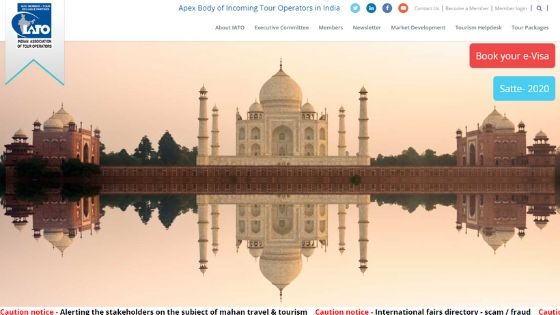 Apex Body of Incoming Tour Operators in India
Contact Us | Become a Member | Member login |
IATO
INDIAN ASSOCIATION
OF TOUR OPERATORS
About IATO Executive Committee Members Newsletter Market Development Tourism Helpdesk Tour Packages
Book your e-Visa
Satte- 2020
Caution notice - Alerting the stakeholders on the subject of mahan travel & tourism Caution notice - International fairs directory - scam / fraud Cautio